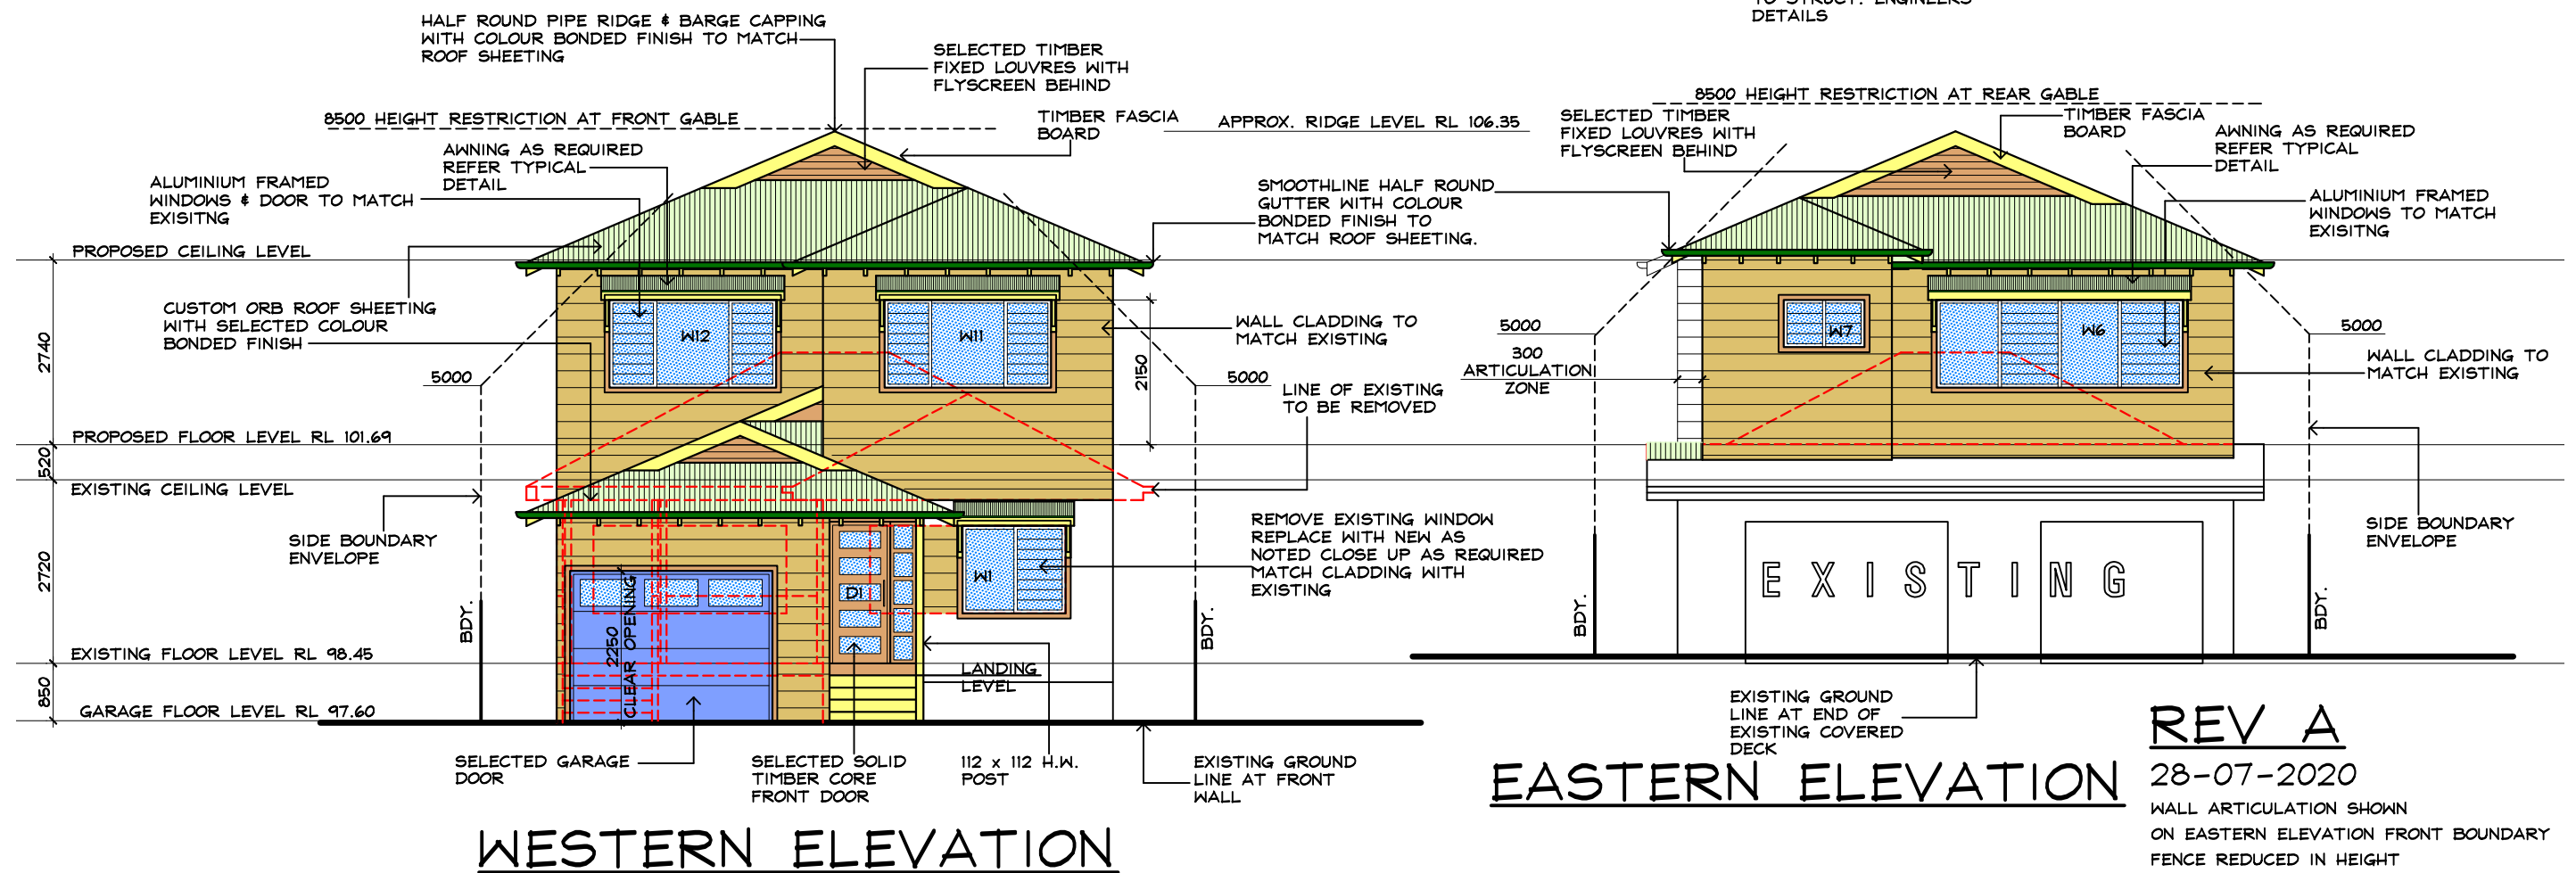 TO STRUCT. ENGINEERS
DETAILS
HALF ROUND PIPE RIDGE & BARGE CAPPING
WITH COLOUR BONDED FINISH TO MATCH
ROOF SHEETING
SELECTED TIMBER
FIXED LOUVRES WITH
FLYSCREEN BEHIND
8500 HEIGHT RESTRICTION AT FRONT GABLE
TIMBER FASCIA
BOARD
APPROX. RIDGE LEVEL RL 106.35
AWNING AS REQUIRED
REFER TYPICAL
DETAIL
ALUMINIUM FRAMED
WINDOWS & DOOR TO MATCH
EXISITNG
SMOOTHLINE HALF ROUND
GUTTER WITH COLOUR
BONDED FINISH TO
MATCH ROOF SHEETING.
PROPOSED CEILING LEVEL
CUSTOM ORB ROOF SHEETING
WITH SELECTED COLOUR
BONDED FINISH
W12
W11
WALL CLADDING TO
MATCH EXISTING
2740
2150
5000
5000
LINE OF EXISTING
TO BE REMOVED
PROPOSED FLOOR LEVEL RL 101.69
520
EXISTING CEILING LEVEL
SIDE BOUNDARY
ENVELOPE
REMOVE EXISTING WINDOW
REPLACE WITH NEW AS
NOTED CLOSE UP AS REQUIRED
MATCH CLADDING WITH
EXISTING
2720
W1
D1
BDY.
BDY.
2250
CLEAR OPENING
EXISTING FLOOR LEVEL RL 98.45
LANDING
LEVEL
850
GARAGE FLOOR LEVEL RL 97.60
SELECTED GARAGE
DOOR
SELECTED SOLID
TIMBER CORE
FRONT DOOR
112 x 112 H.W.
POST
EXISTING GROUND
LINE AT FRONT
WALL
WESTERN ELEVATION
8500 HEIGHT RESTRICTION AT REAR GABLE
SELECTED TIMBER
FIXED LOUVRES WITH
FLYSCREEN BEHIND
TIMBER FASCIA
BOARD
AWNING AS REQUIRED
REFER TYPICAL
DETAIL
ALUMINIUM FRAMED
WINDOWS TO MATCH
EXISITNG
5000
W7
W6
5000
300
ARTICULATION
ZONE
WALL CLADDING TO
MATCH EXISTING
SIDE BOUNDARY
ENVELOPE
EXISTING
BDY.
BDY.
EXISTING GROUND
LINE AT END OF
EXISTING COVERED
DECK
EASTERN ELEVATION
REV A
28-07-2020
WALL ARTICULATION SHOWN
ON EASTERN ELEVATION FRONT BOUNDARY
FENCE REDUCED IN HEIGHT